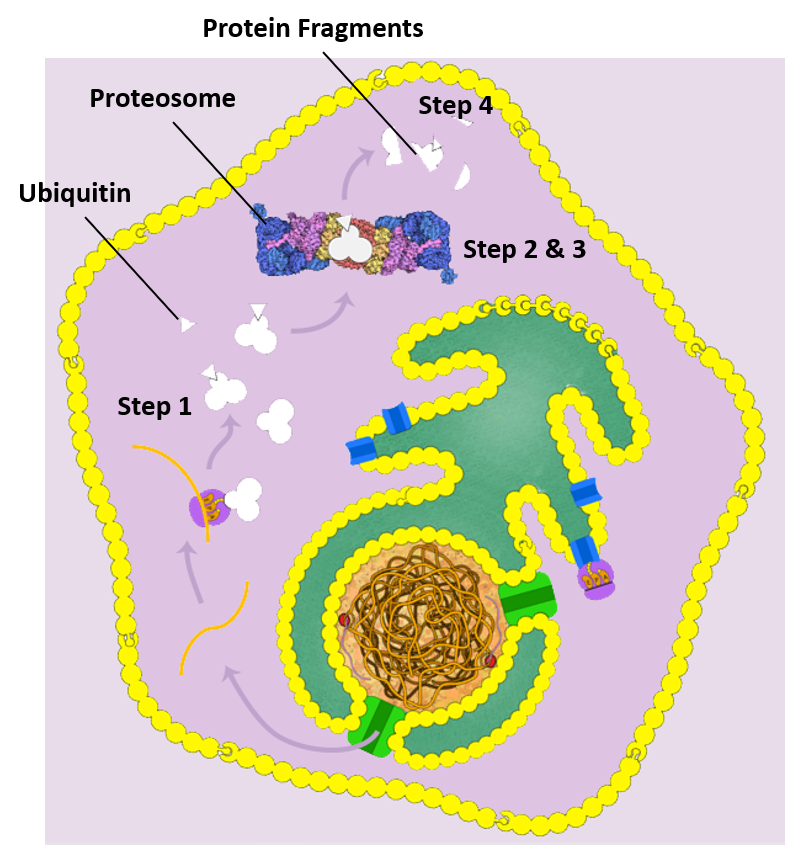 Protein Fragments
Step 4
Proteosome
Ubiquitin
Step 2 & 3
Step 1